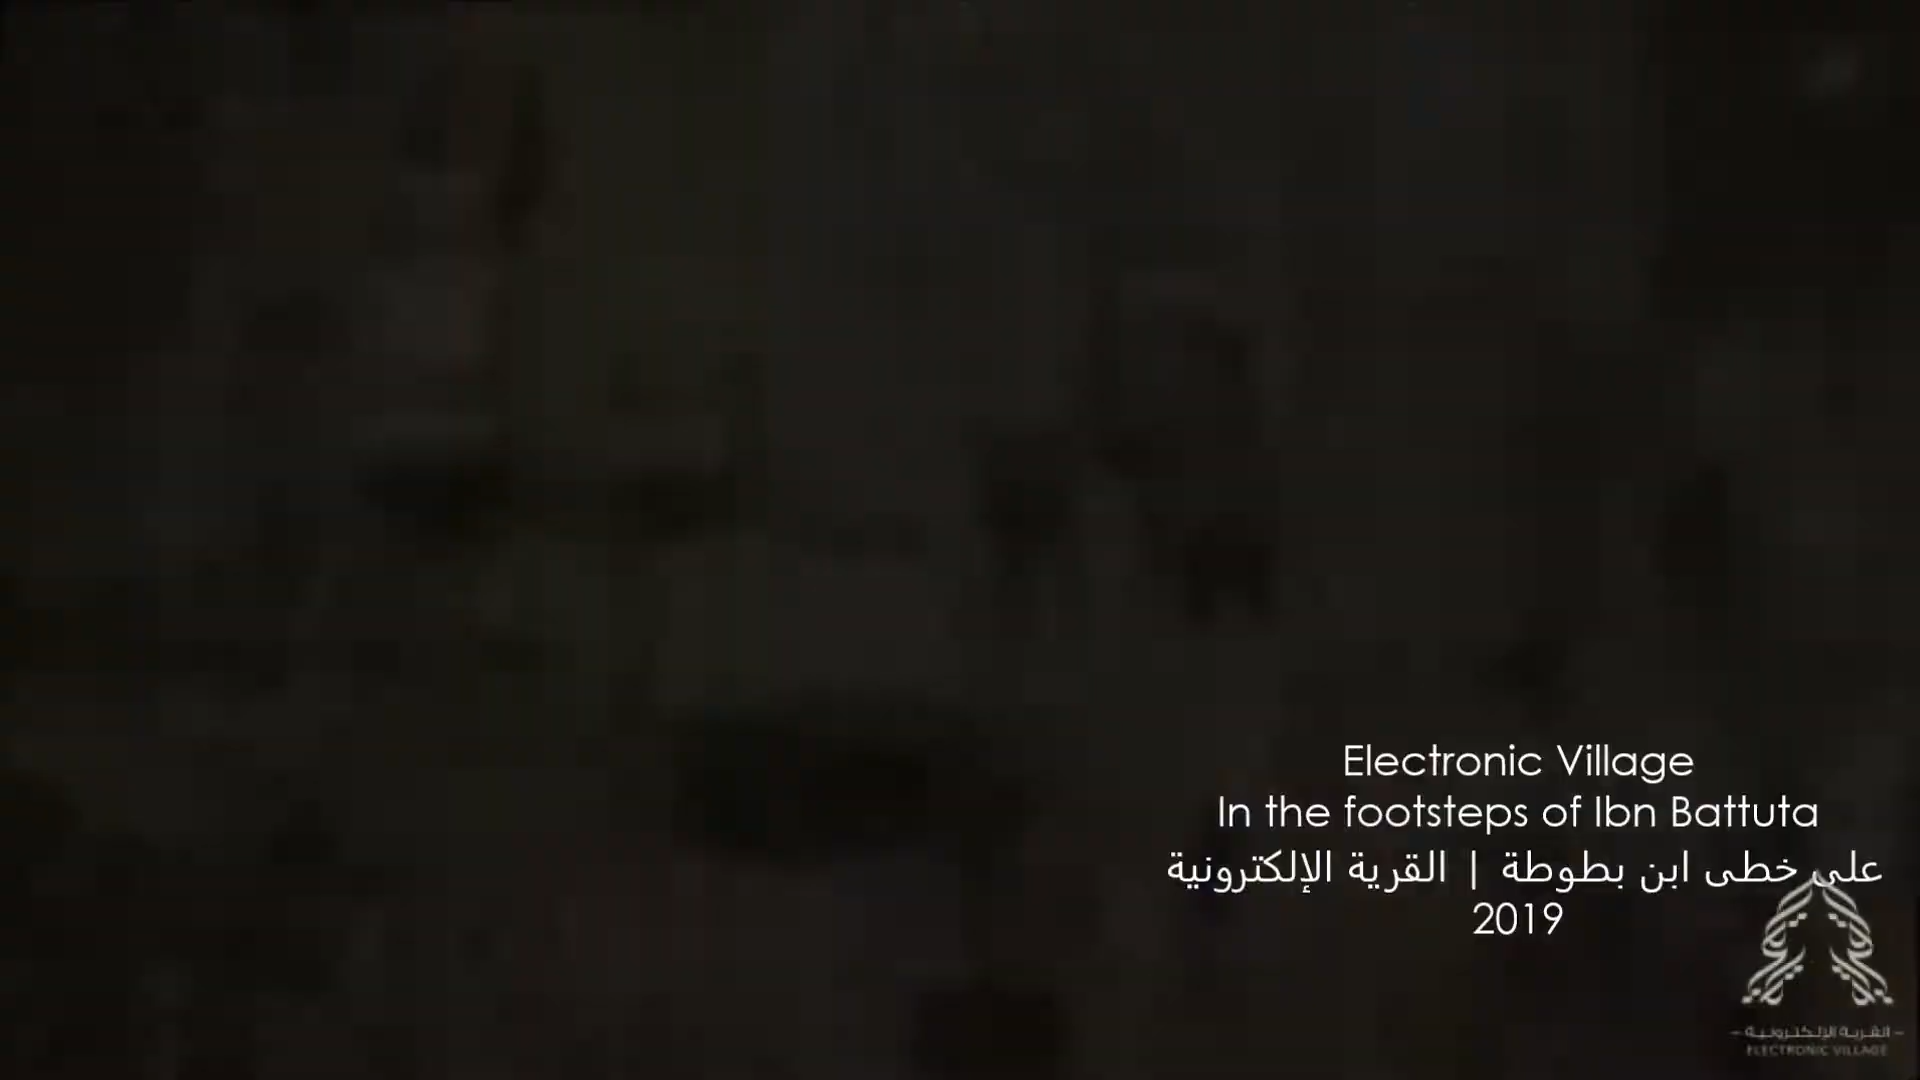 Electronic Village
In the footsteps of Ibn Battuta
على خطى ابن بطوطة | القرية الإلكترونية
2019
القرية الإلكترونية
ELECTRONIC VILLAGE